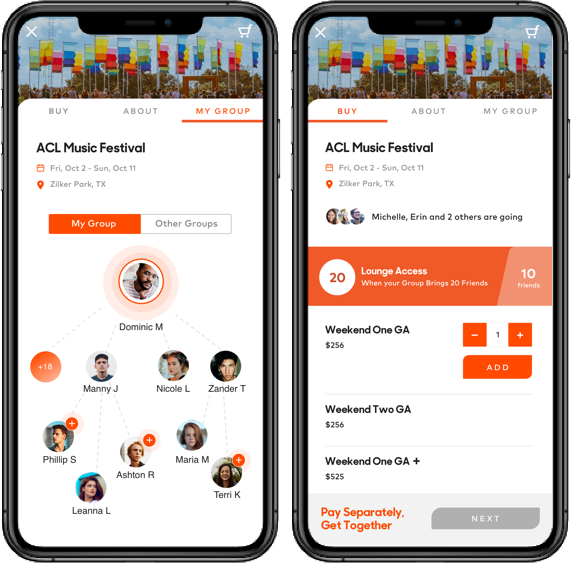 BUY ABOUT MY GROUP
ACL Music Festival
Fri, Oct 2 - Sun, Oct 11
Zilker Park, TX
My Group Other Groups
Dominic M
+18
Manny J Nicole L Zander T
Phillip S
Ashton R
Maria M
Terri K
Leanna L
BUY ABOUT MY GROUP
ACL Music Festival
Fri, Oct 2 - Sun, Oct 11
Zilker Park, TX
Michelle, Erin and 2 others are going
20
Lounge Access
When your Group Brings 20 Friends
10
friends
Weekend One GA
$256
− 1 +
ADD
Weekend Two GA
$256
Weekend One GA +
$525
Pay Separately,
Get Together
NEXT